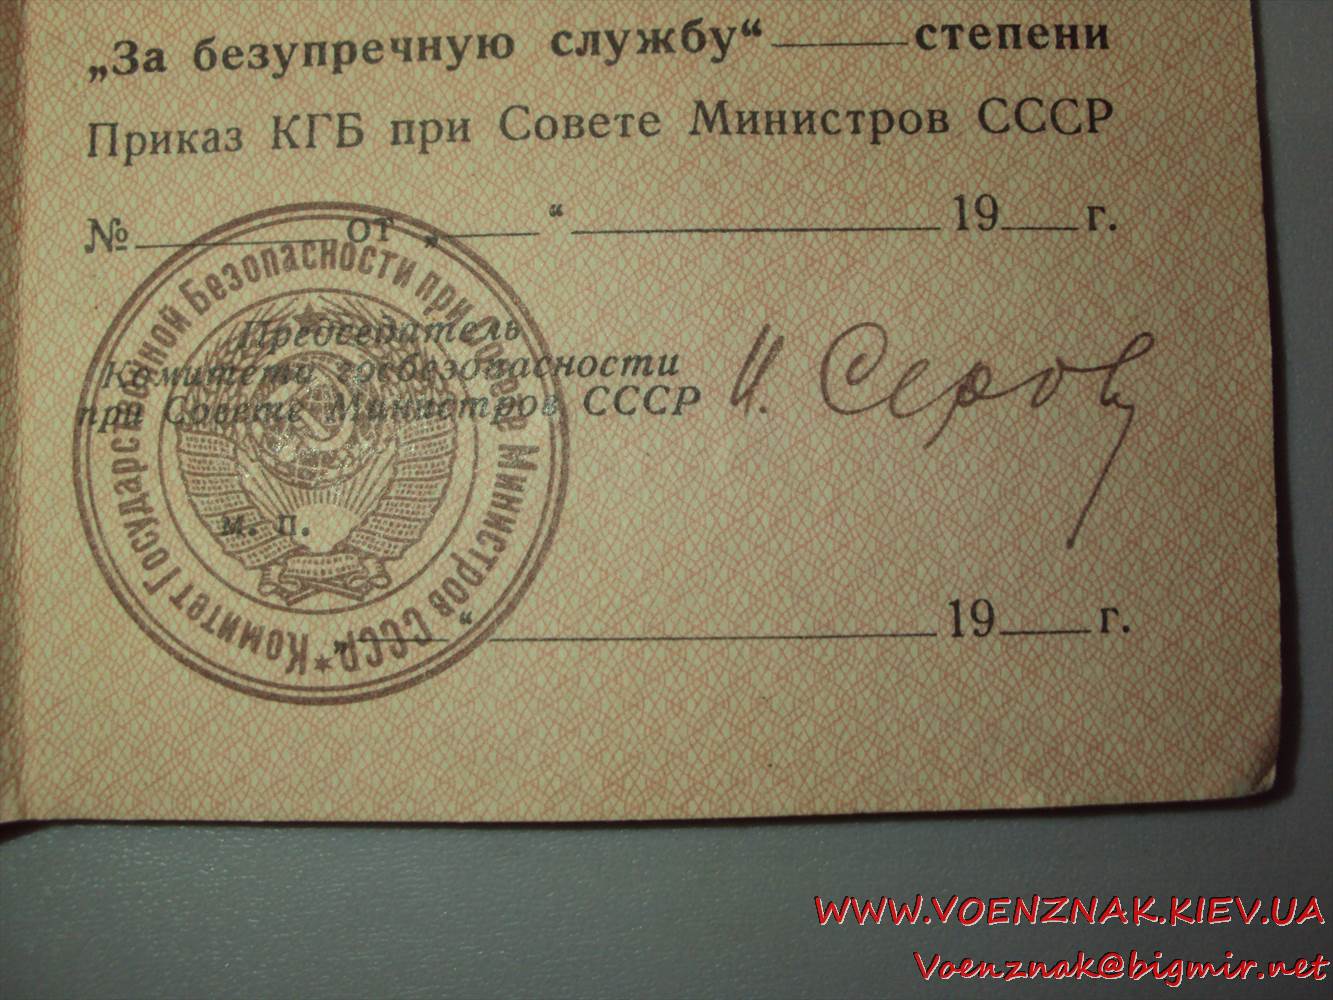 „За безупречную службу“ степени
Приказ КГБ при Совете Министров СССР
№ от „ “ 19 г.
Председатель
Комитета госбезопасности
при Совете Министров СССР
И. Серов
м. п.
„ “ 19 г.
* Комитет Государственной Безопасности при Совете Министров СССР
WWW.VOENZNAK.KIEV.UA
Voenznak@bigmir.net